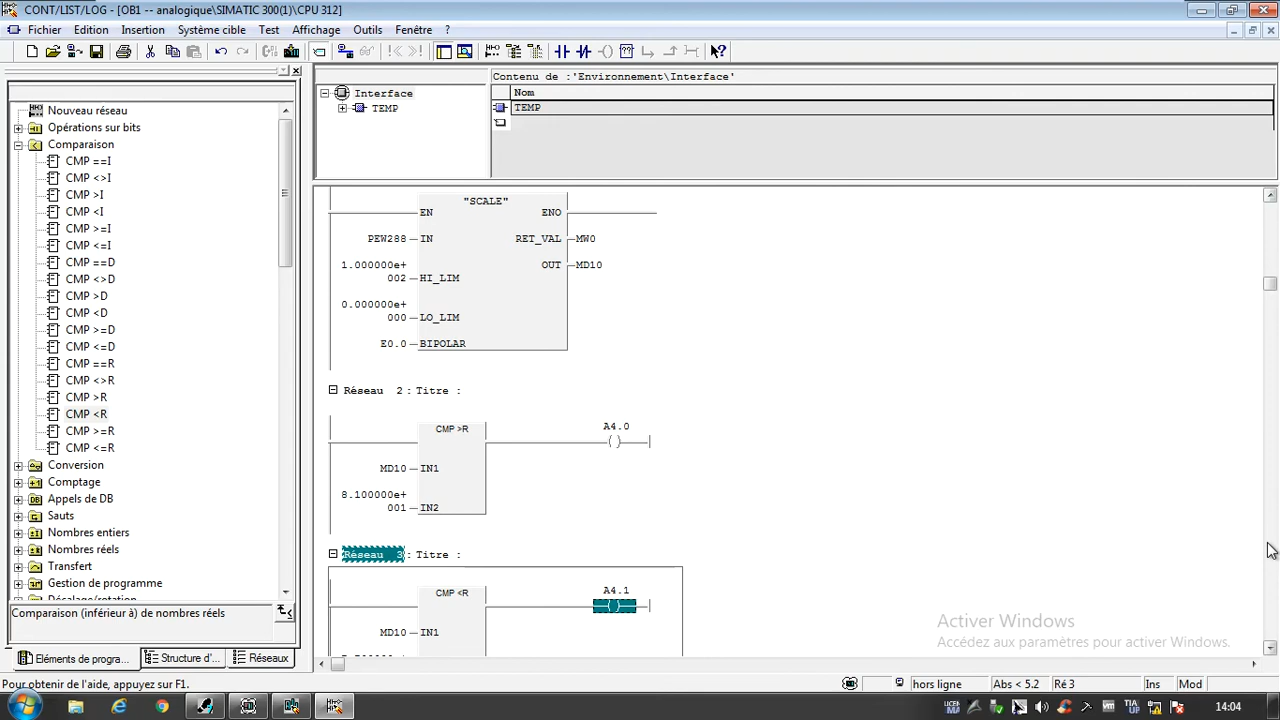 CONT/LIST/LOG - [OB1 -- analogique\SIMATIC 300(1)\CPU 312]
Fichier Edition Insertion Système cible Test Affichage Outils Fenêtre ?
Contenu de :'Environnement\Interface'
Interface
TEMP
Nom
TEMP
Nouveau réseau
Opérations sur bits
Comparaison
CMP ==I
CMP <>I
CMP >I
CMP <I
CMP >=I
CMP <=I
CMP ==D
CMP <>D
CMP >D
CMP <D
CMP >=D
CMP <=D
CMP ==R
CMP <>R
CMP >R
CMP <R
CMP >=R
CMP <=R
Conversion
Comptage
Appels de DB
Sauts
Nombres entiers
Nombres réels
Transfert
Gestion de programme
Décalage/rotation
Comparaison (inférieur à) de nombres réels
Eléments de progra... Structure d'... Réseaux
"SCALE"
EN ENO
PEW288 IN RET_VAL MW0
1.000000e+ OUT MD10
002 HI_LIM
0.000000e+
000 LO_LIM
E0.0 BIPOLAR
Réseau 2 : Titre :
CMP >R A4.0
MD10 IN1
8.100000e+
001 IN2
Réseau 3 : Titre :
CMP <R A4.1
MD10 IN1
Activer Windows
Accédez aux paramètres pour activer Windows.
Pour obtenir de l'aide, appuyez sur F1. hors ligne Abs < 5.2 Ré 3 Ins Mod
14:04